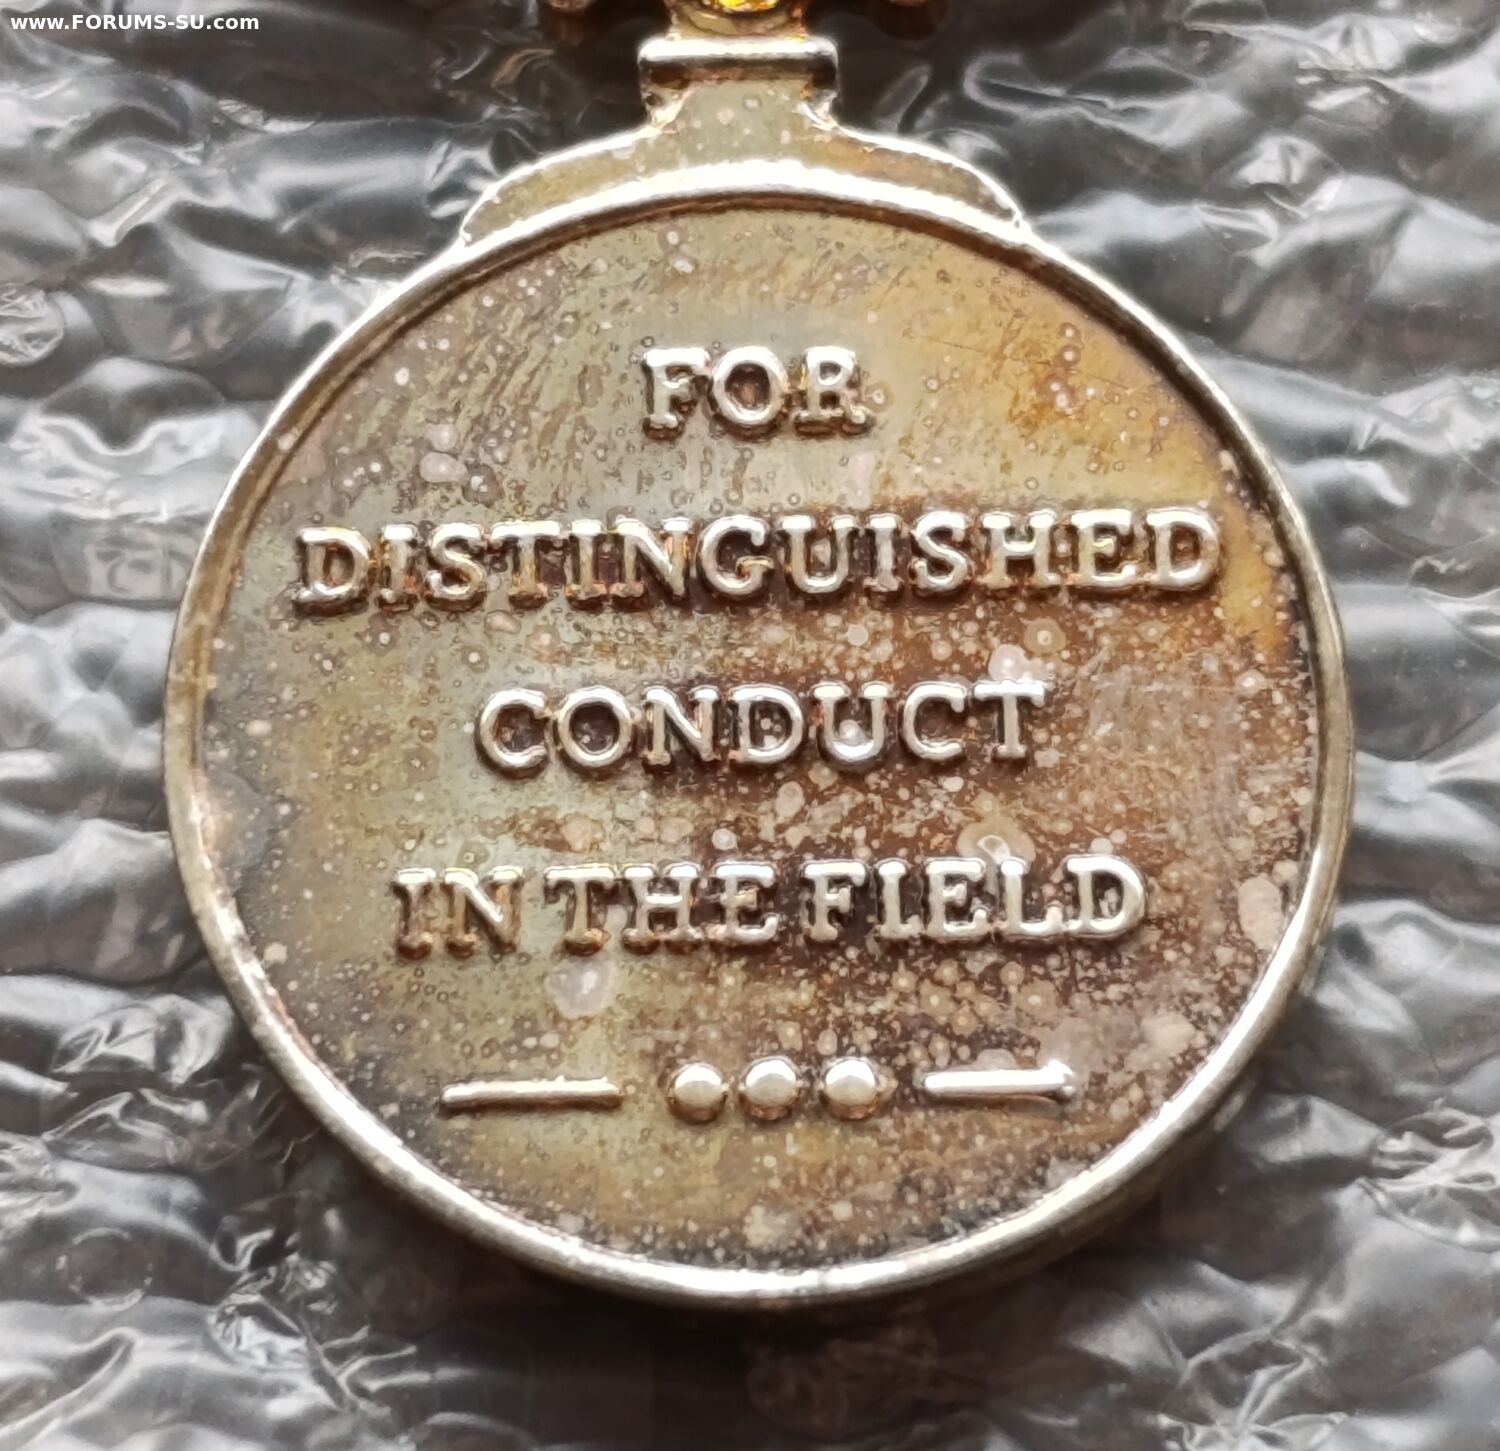 www.FORUMS-SU.com
FOR
DISTINGUISHED
CONDUCT
IN THE FIELD